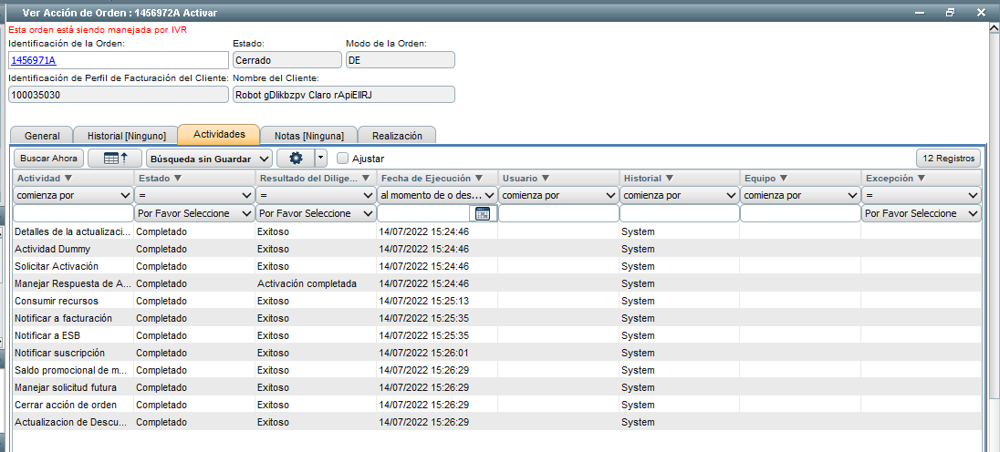 Ver Acción de Orden : 1456972A Activar
Esta orden está siendo manejada por IVR
Identificación de la Orden: Estado: Modo de la Orden:
1456971A Cerrado DE
Identificación de Perfil de Facturación del Cliente: Nombre del Cliente:
100035030 Robot gDlikbzpv Claro rApiEllRJ
General Historial [Ninguno] Actividades Notas [Ninguna] Realización
Buscar Ahora Búsqueda sin Guardar Ajustar 12 Registros
Actividad Estado Resultado del Dilige... Fecha de Ejecución Usuario Historial Equipo Excepción
comienza por = = al momento de o des... comienza por comienza por comienza por =
Por Favor Seleccione Por Favor Seleccione Por Favor Seleccione
Detalles de la actualizaci... Completado Exitoso 14/07/2022 15:24:46 System
Actividad Dummy Completado Exitoso 14/07/2022 15:24:46 System
Solicitar Activación Completado Exitoso 14/07/2022 15:24:46 System
Manejar Respuesta de A... Completado Activación completada 14/07/2022 15:24:46 System
Consumir recursos Completado Exitoso 14/07/2022 15:25:13 System
Notificar a facturación Completado Exitoso 14/07/2022 15:25:35 System
Notificar a ESB Completado Exitoso 14/07/2022 15:25:35 System
Notificar suscripción Completado Exitoso 14/07/2022 15:26:01 System
Saldo promocional de m... Completado Exitoso 14/07/2022 15:26:29 System
Manejar solicitud futura Completado Exitoso 14/07/2022 15:26:29 System
Cerrar acción de orden Completado Exitoso 14/07/2022 15:26:29 System
Actualizacion de Descu... Completado Exitoso 14/07/2022 15:26:29 System